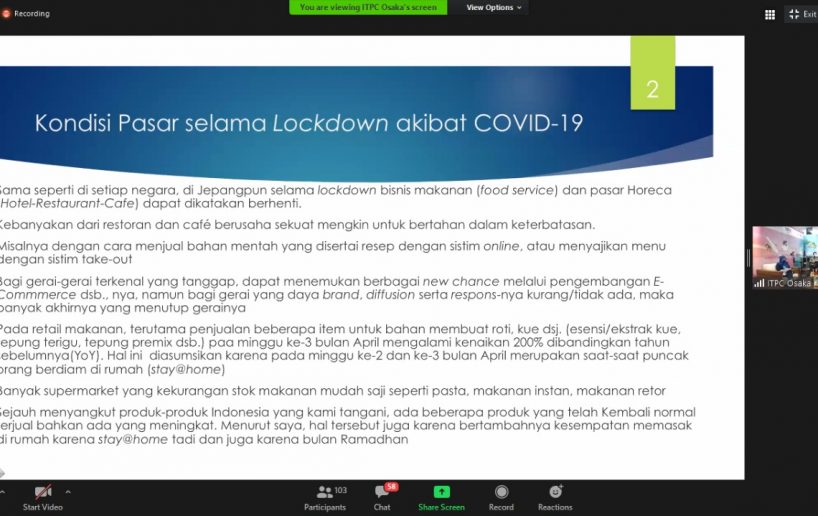 Recording
You are viewing ITPC Osaka's screen
View Options
Exit
2
Kondisi Pasar selama Lockdown akibat COVID-19
Sama seperti di setiap negara, di Jepangpun selama lockdown bisnis makanan (food service) dan pasar Horeca
(Hotel-Restaurant-Cafe) dapat dikatakan berhenti.
Kebanyakan dari restoran dan café berusaha sekuat mengkin untuk bertahan dalam keterbatasan.
Misalnya dengan cara menjual bahan mentah yang disertai resep dengan sistim online, atau menyajikan menu
dengan sistim take-out
Bagi gerai-gerai terkenal yang tanggap, dapat menemukan berbagai new chance melalui pengembangan E-
Commmerce dsb., nya, namun bagi gerai yang daya brand, diffusion serta respons-nya kurang/tidak ada, maka
banyak akhirnya yang menutup gerainya
Pada retail makanan, terutama penjualan beberapa item untuk bahan membuat roti, kue dsj. (esensi/ekstrak kue,
tepung terigu, tepung premix dsb.) paa minggu ke-3 bulan April mengalami kenaikan 200% dibandingkan tahun
sebelumnya(YoY). Hal ini diasumsikan karena pada minggu ke-2 dan ke-3 bulan April merupakan saat-saat puncak
orang berdiam di rumah (stay@home)
Banyak supermarket yang kekurangan stok makanan mudah saji seperti pasta, makanan instan, makanan retor
Sejauh menyangkut produk-produk Indonesia yang kami tangani, ada beberapa produk yang telah Kembali normal
terjual bahkan ada yang meningkat. Menurut saya, hal tersebut juga karena bertambahnya kesempatan memasak
di rumah karena stay@home tadi dan juga karena bulan Ramadhan
ITPC Osaka
Start Video
103
Participants
58
Chat
Share Screen
Record
Reactions